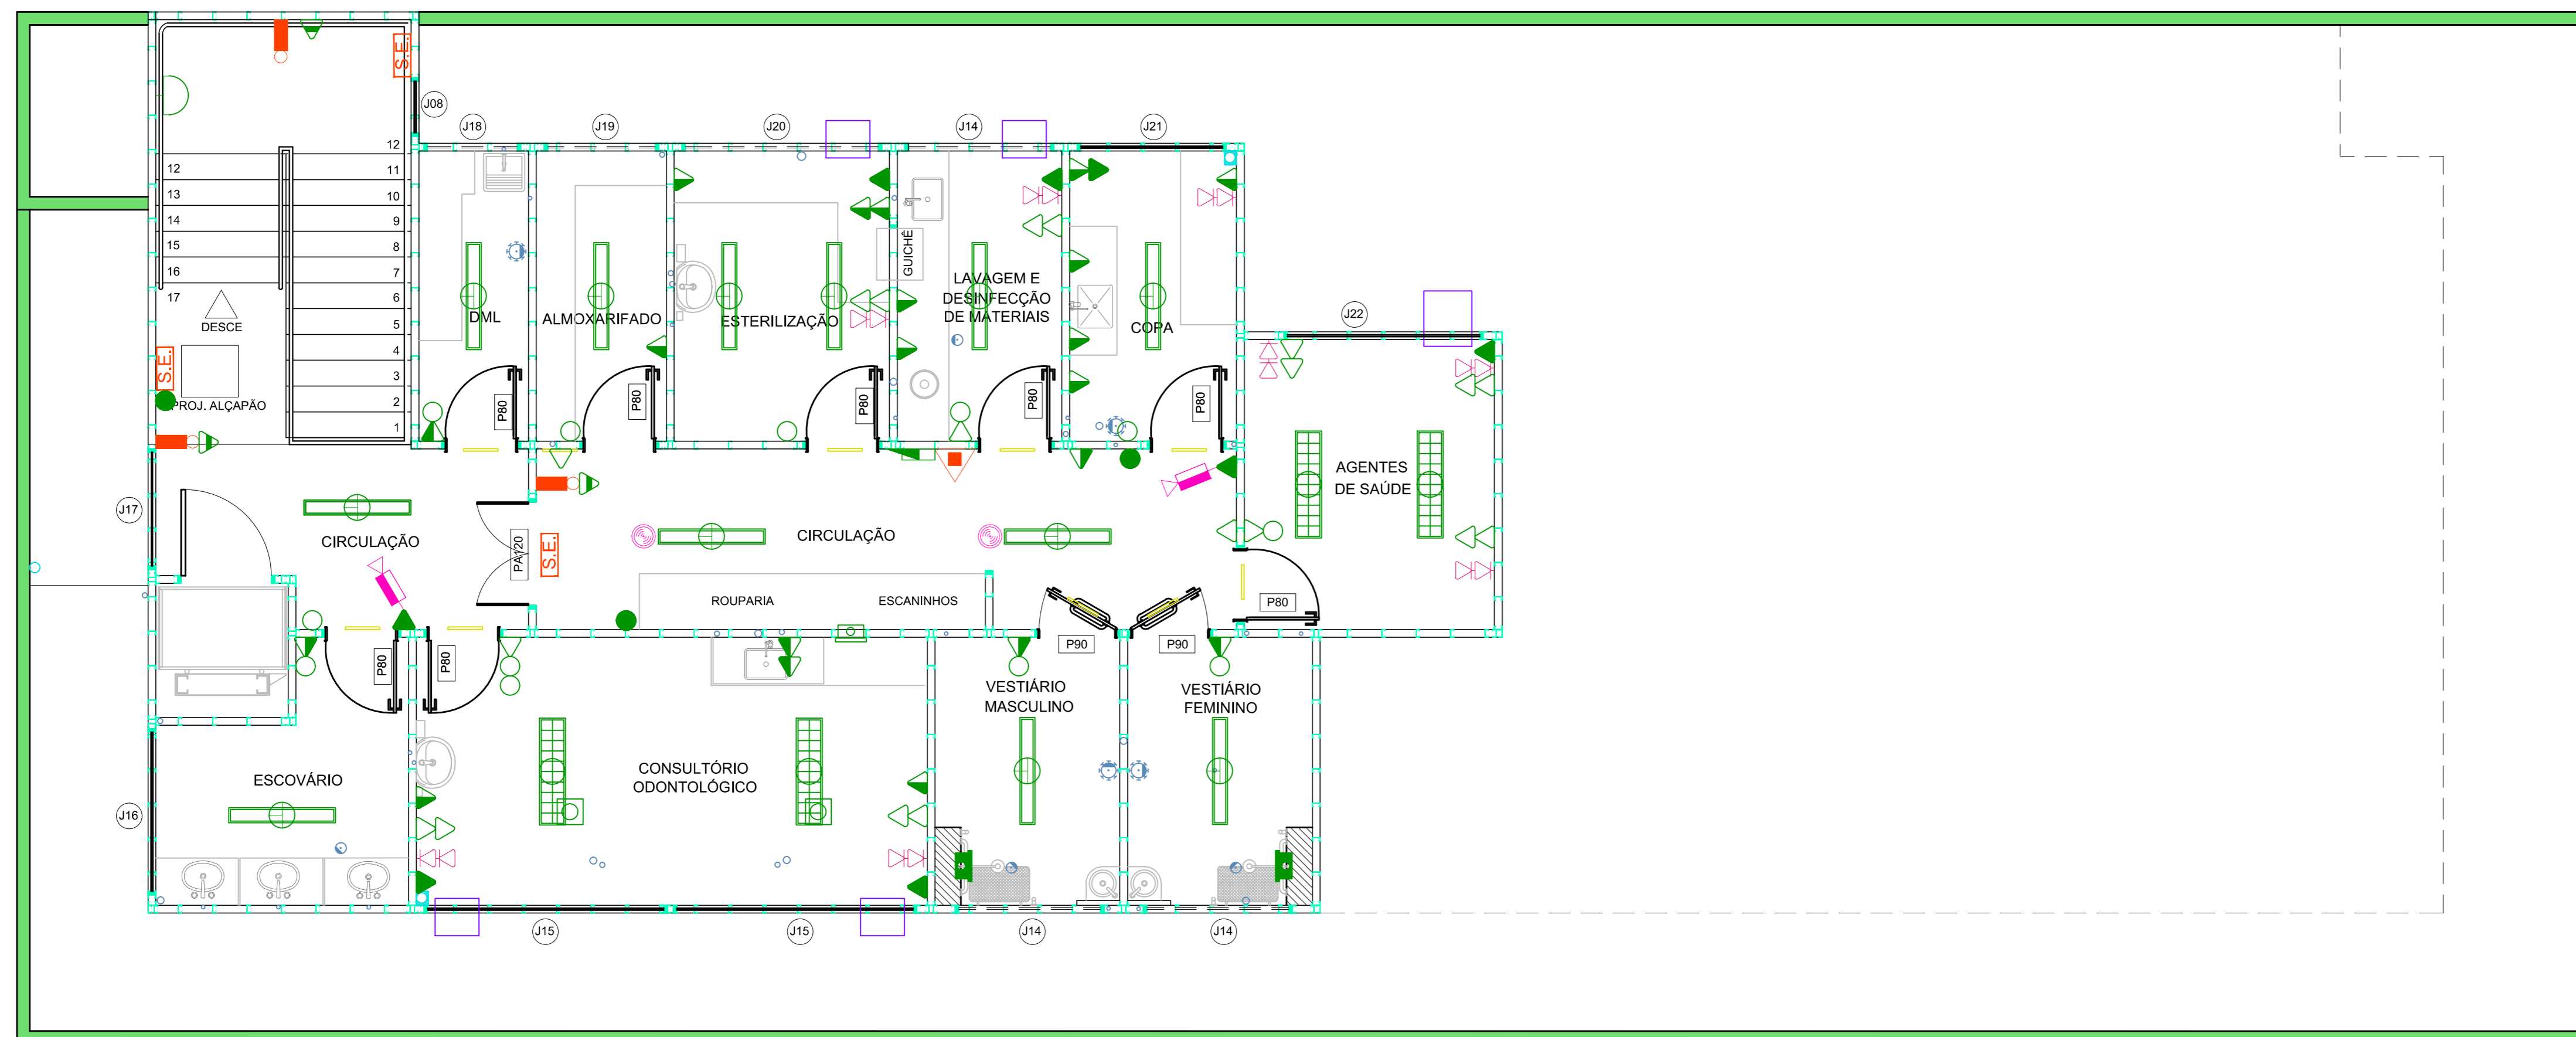 S.E.
J08
J18
J19
J20
J14
J21
12
11
10
9
8
7
6
5
4
3
2
1
12
13
14
15
16
17
DESCE
S.E.
PROJ. ALÇAPÃO
DML
ALMOXARIFADO
ESTERILIZAÇÃO
GUICHÊ
LAVAGEM E
DESINFECÇÃO
DE MATERIAIS
COPA
J22
P80
P80
P80
P80
P80
AGENTES
DE SAÚDE
J17
CIRCULAÇÃO
PA120
S.E.
CIRCULAÇÃO
ROUPARIA
ESCANINHOS
P80
P80
P80
P90
P90
VESTIÁRIO
MASCULINO
VESTIÁRIO
FEMININO
ESCOVÁRIO
CONSULTÓRIO
ODONTOLÓGICO
J16
J15
J15
J14
J14